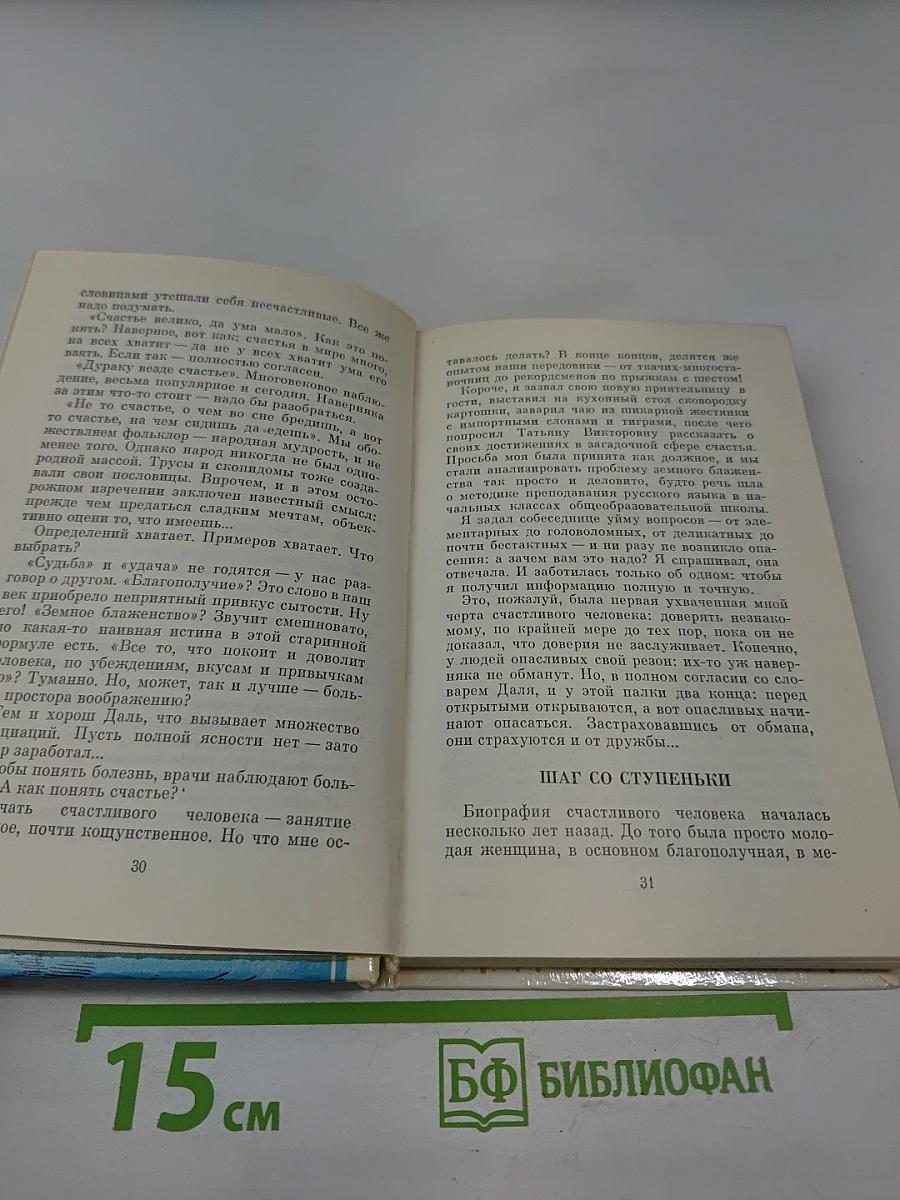 словицами утешали себя несчастливые. Все же
надо подумать.
«Счастье велико, да ума мало». Как это по-
нять? Наверное, вот как: счастья в мире много,
на всех хватит — да не у всех хватит ума его
взять. Если так — полностью согласен.
«Дураку везде счастье». Многовековое наблю-
дение, весьма популярное и сегодня. Наверняка
за этим что-то стоит — надо бы разобраться.
«Не то счастье, о чем во сне бредишь, а вот
то счастье, на чем сидишь да едешь». Мы обо-
жествляем фольклор — народная мудрость, и не
менее того. Однако народ никогда не был одно-
родной массой. Трусы и скопидомы тоже созда-
вали свои пословицы. Впрочем, и в этом осто-
рожном изречении заключен известный смысл:
прежде чем предаться сладким мечтам, объек-
тивно оцени то, что имеешь...
Определений хватает. Примеров хватает. Что
выбрать?
«Судьба» и «удача» не годятся — у нас раз-
говор о другом. «Благополучие»? Это слово в наш
век приобрело неприятный привкус сытости. Ну
его! «Земное блаженство»? Звучит смешновато,
но какая-то наивная истина в этой старинной
формуле есть. «Все то, что покоит и доволит
человека, по убеждениям, вкусам и привычкам
о»? Туманно. Но, может, так и лучше — боль-
простора воображению?
Тем и хорош Даль, что вызывает множество
циаций. Пусть полной ясности нет — зато
р заработал...
обы понять болезнь, врачи наблюдают боль-
А как понять счастье?
чать счастливого человека — занятие
ое, почти кощунственное. Но что мне ос-
30
тавалось делать? В конце концов, делятся же
опытом наши передовики — от ткачих-многоста-
ночниц до рекордсменов по прыжкам с шестом!
Короче, я зазвал свою новую приятельницу в
гости, выставил на кухонный стол сковородку
картошки, заварил чаю из шикарной жестянки
с импортными слонами и тиграми, после чего
попросил Татьяну Викторовну рассказать о
своих достижениях в загадочной сфере счастья.
Просьба моя была принята как должное, и мы
стали анализировать проблему земного блажен-
ства так просто и деловито, будто речь шла
о методике преподавания русского языка в на-
чальных классах общеобразовательной школы.
Я задал собеседнице уйму вопросов — от эле-
ментарных до головоломных, от деликатных до
почти бестактных — и ни разу не возникло опа-
сения: а зачем вам это надо? Я спрашивал, она
отвечала. И заботилась только об одном: чтобы
я получил информацию полную и точную.
Это, пожалуй, была первая ухваченная мной
черта счастливого человека: доверять незнако-
мому, по крайней мере до тех пор, пока он не
доказал, что доверия не заслуживает. Конечно,
у людей опасливых свой резон: их-то уж навер-
няка не обманут. Но, в полном согласии со сло-
варем Даля, и у этой палки два конца: перед
открытыми открываются, а вот опасливых начи-
нают опасаться. Застраховавшись от обмана,
они страхуются и от дружбы...
ШАГ СО СТУПЕНЬКИ
Биография счастливого человека началась
несколько лет назад. До того была просто моло-
дая женщина, в основном благополучная, в ме-
31
15 см
БФ БИБЛИОФАН